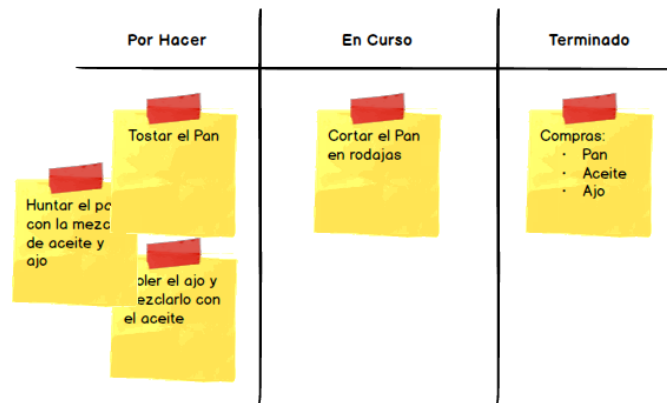 Por Hacer
En Curso
Terminado
Tostar el Pan
Huntar el
con la
de aceite y
ajo
el ajo y
con
el aceite
Cortar el Pan
en rodajas
Compras:
· Pan
· Aceite
· Ajo